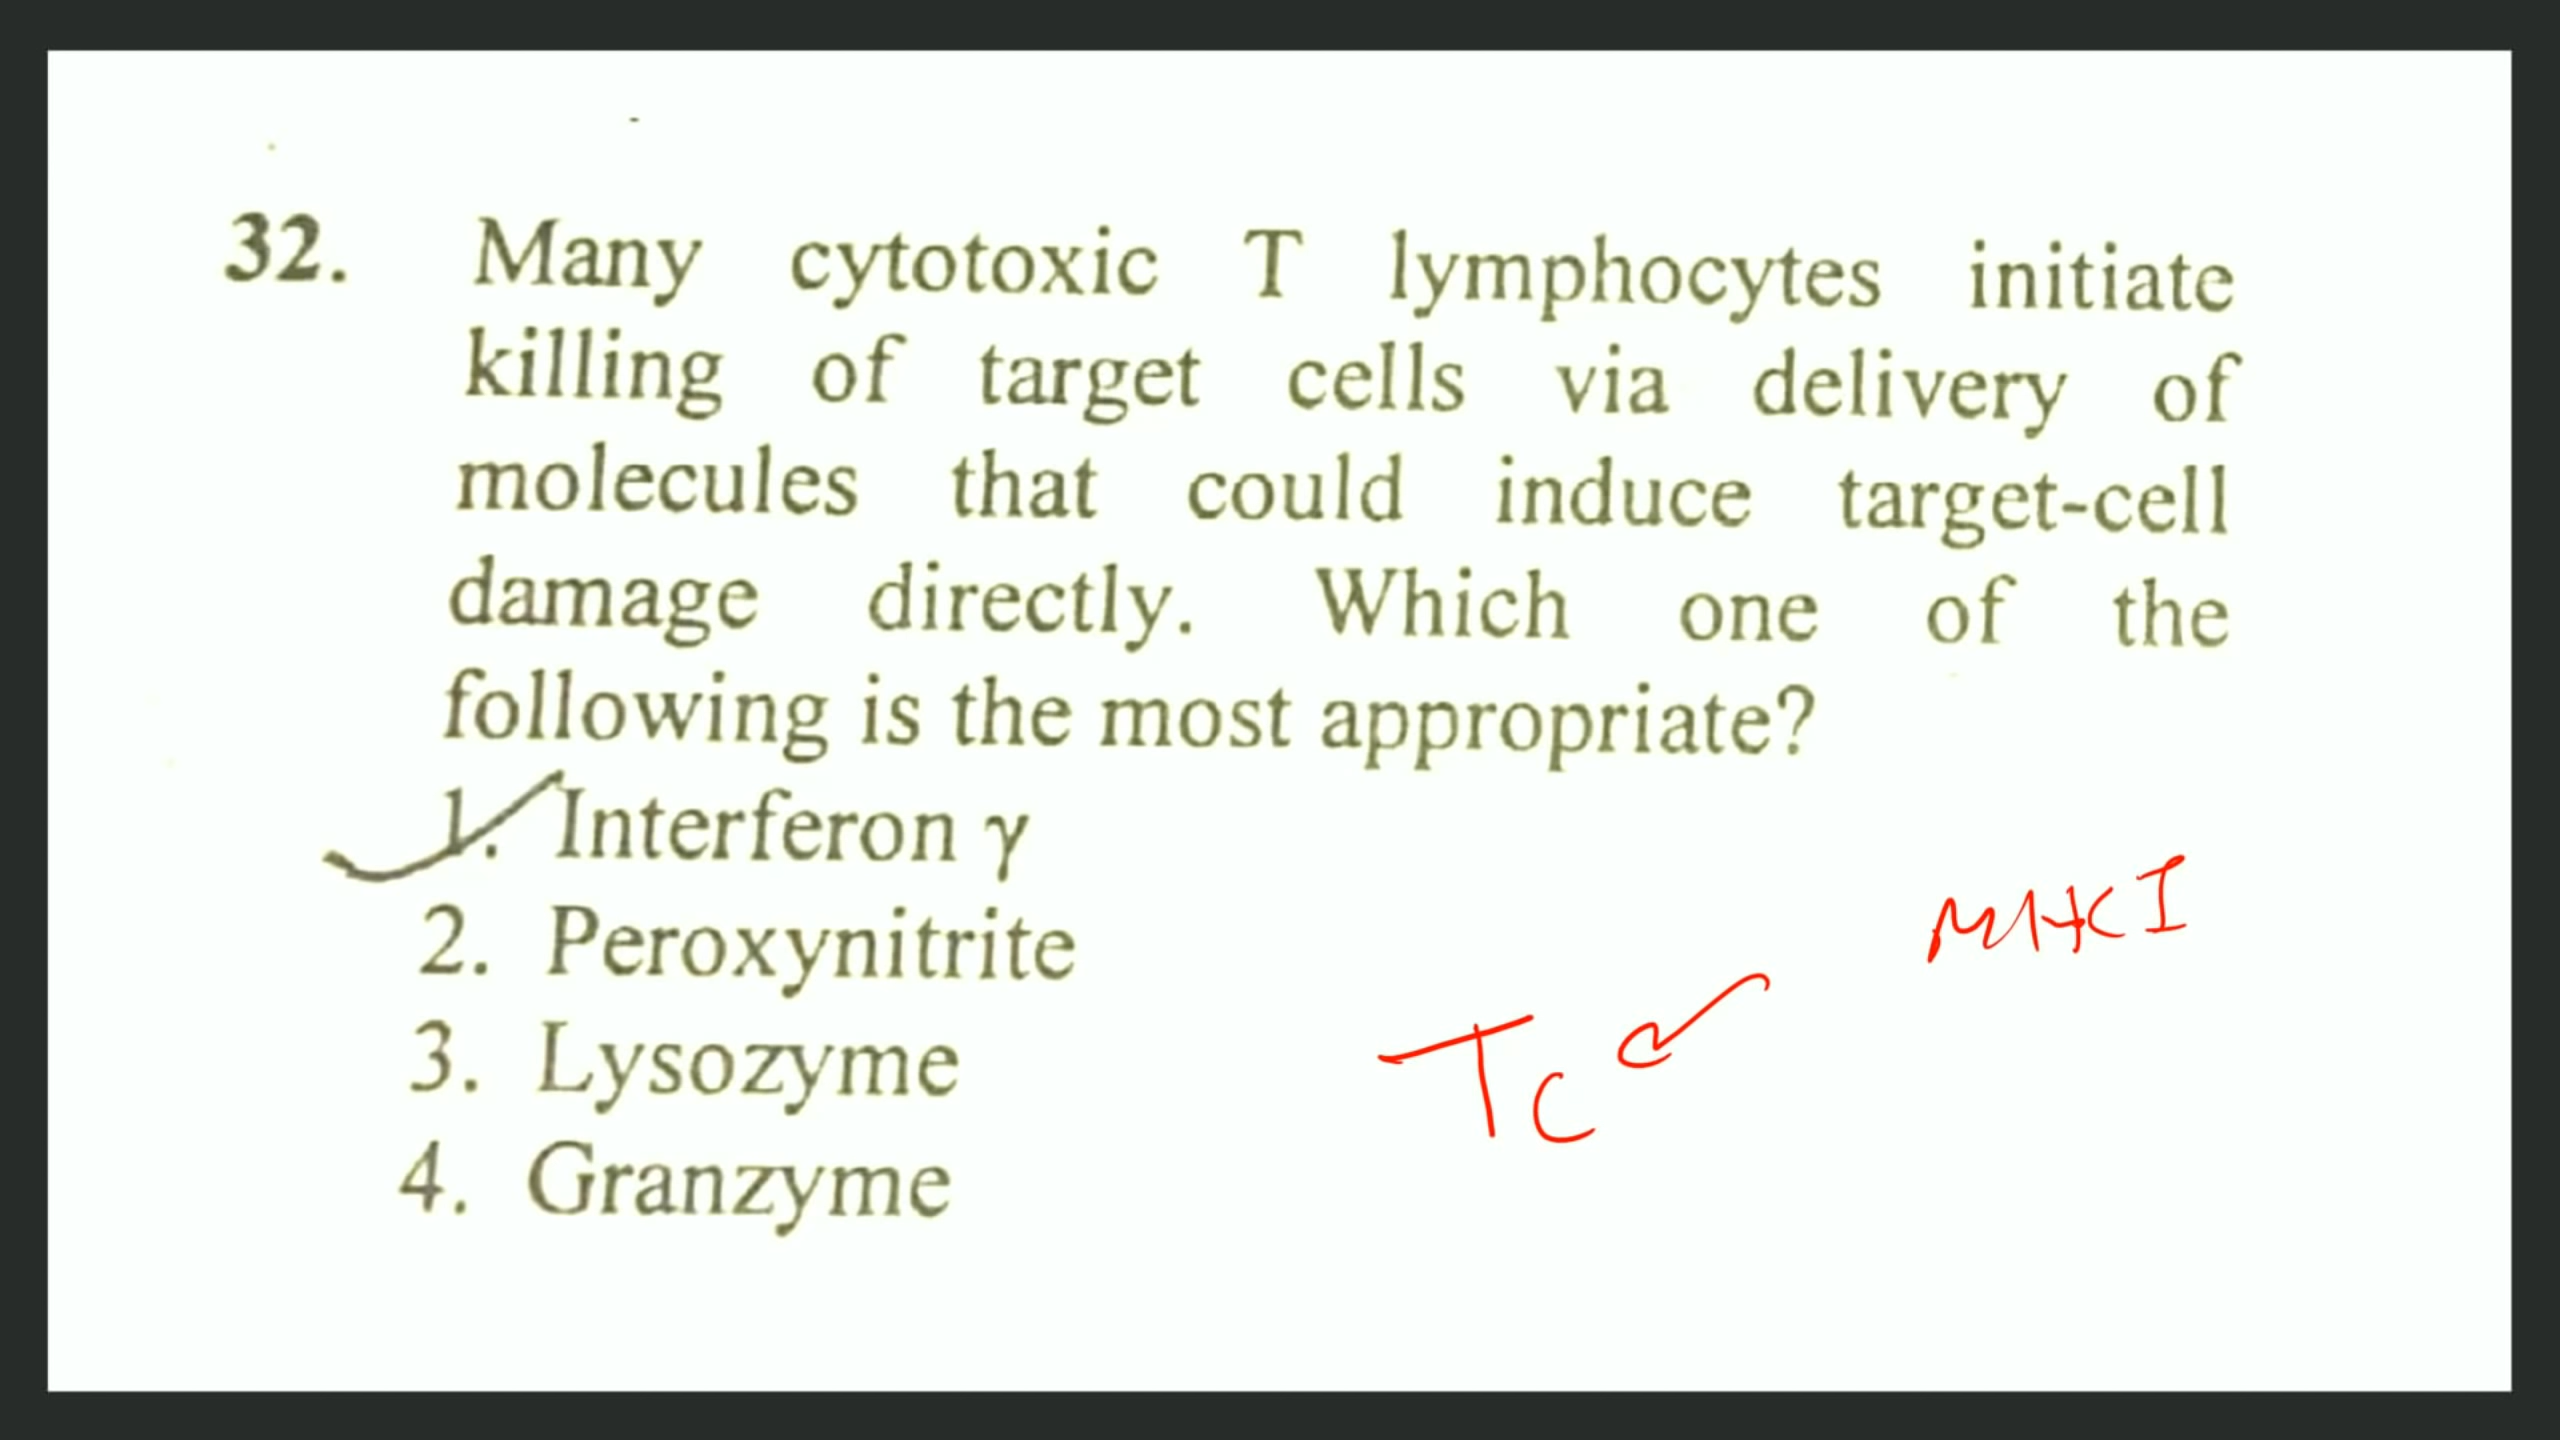 32. Many cytotoxic T lymphocytes initiate
killing of target cells via delivery of
molecules that could induce target-cell
damage directly. Which one of the
following is the most appropriate?
1. Interferon γ
2. Peroxynitrite
3. Lysozyme
4. Granzyme
MHC I
Tc